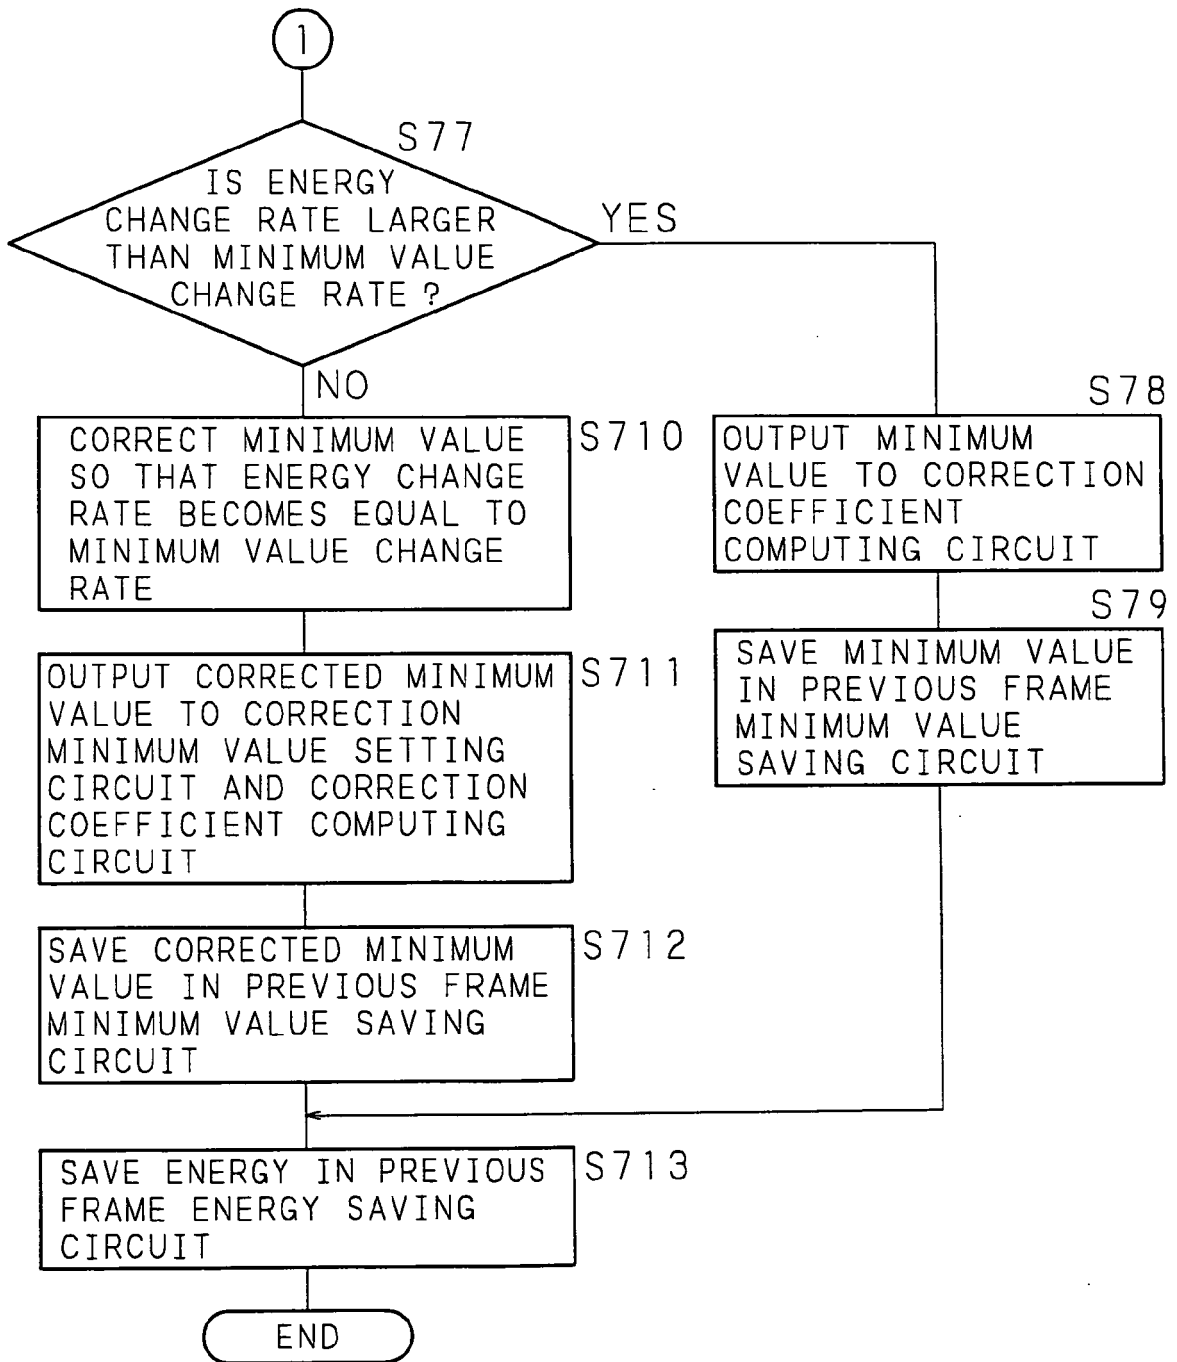 1
S77
IS ENERGY
CHANGE RATE LARGER
THAN MINIMUM VALUE
CHANGE RATE ?
YES
NO
S710
CORRECT MINIMUM VALUE
SO THAT ENERGY CHANGE
RATE BECOMES EQUAL TO
MINIMUM VALUE CHANGE
RATE
S78
OUTPUT MINIMUM
VALUE TO CORRECTION
COEFFICIENT
COMPUTING CIRCUIT
S79
SAVE MINIMUM VALUE
IN PREVIOUS FRAME
MINIMUM VALUE
SAVING CIRCUIT
S711
OUTPUT CORRECTED MINIMUM
VALUE TO CORRECTION
MINIMUM VALUE SETTING
CIRCUIT AND CORRECTION
COEFFICIENT COMPUTING
CIRCUIT
S712
SAVE CORRECTED MINIMUM
VALUE IN PREVIOUS FRAME
MINIMUM VALUE SAVING
CIRCUIT
S713
SAVE ENERGY IN PREVIOUS
FRAME ENERGY SAVING
CIRCUIT
END